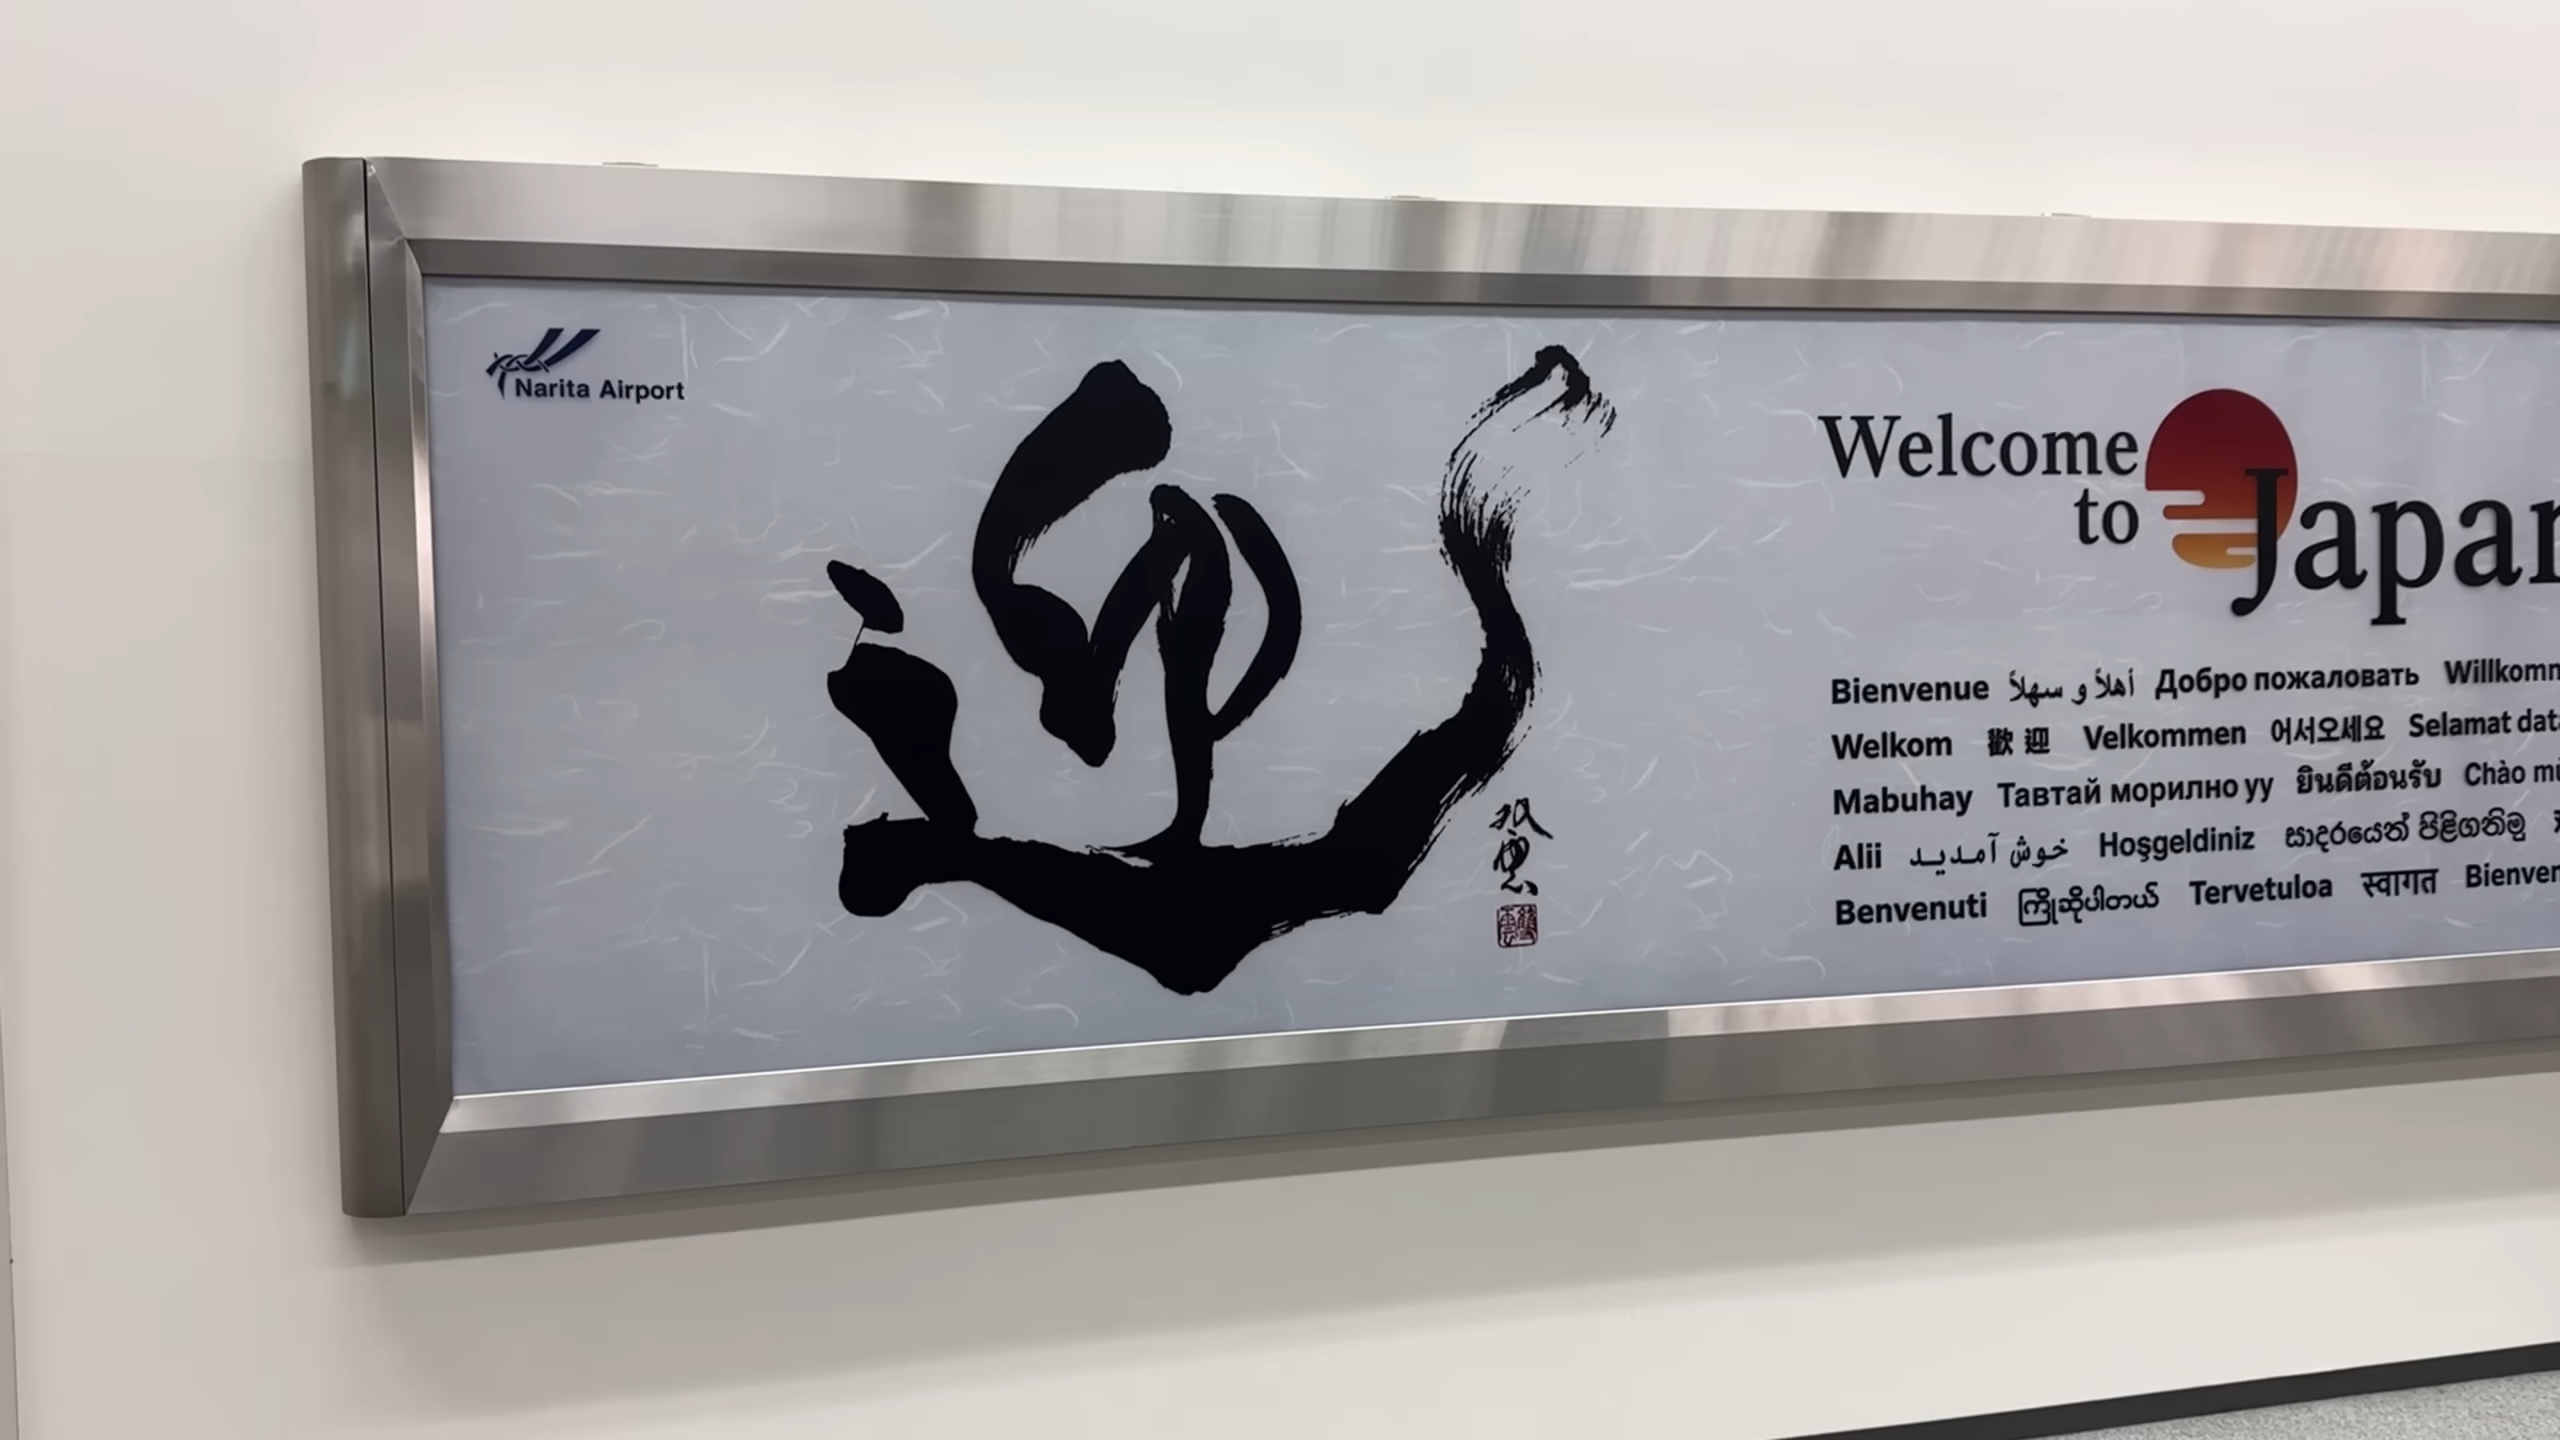 Narita Airport
迎
Welcome
to
Bienvenue أهلاً و سهلاً Добро пожаловать
Welkom 歡迎 Velkommen 어서오세요 Selamat
Mabuhay Тавтай морилно уу ยินดีต้อนรับ Chào
Alii خوش آمدید Hoşgeldiniz සාදරයෙන් පිළිගනිමු
Benvenuti ကြိုဆိုပါတယ် Tervetuloa स्वागत